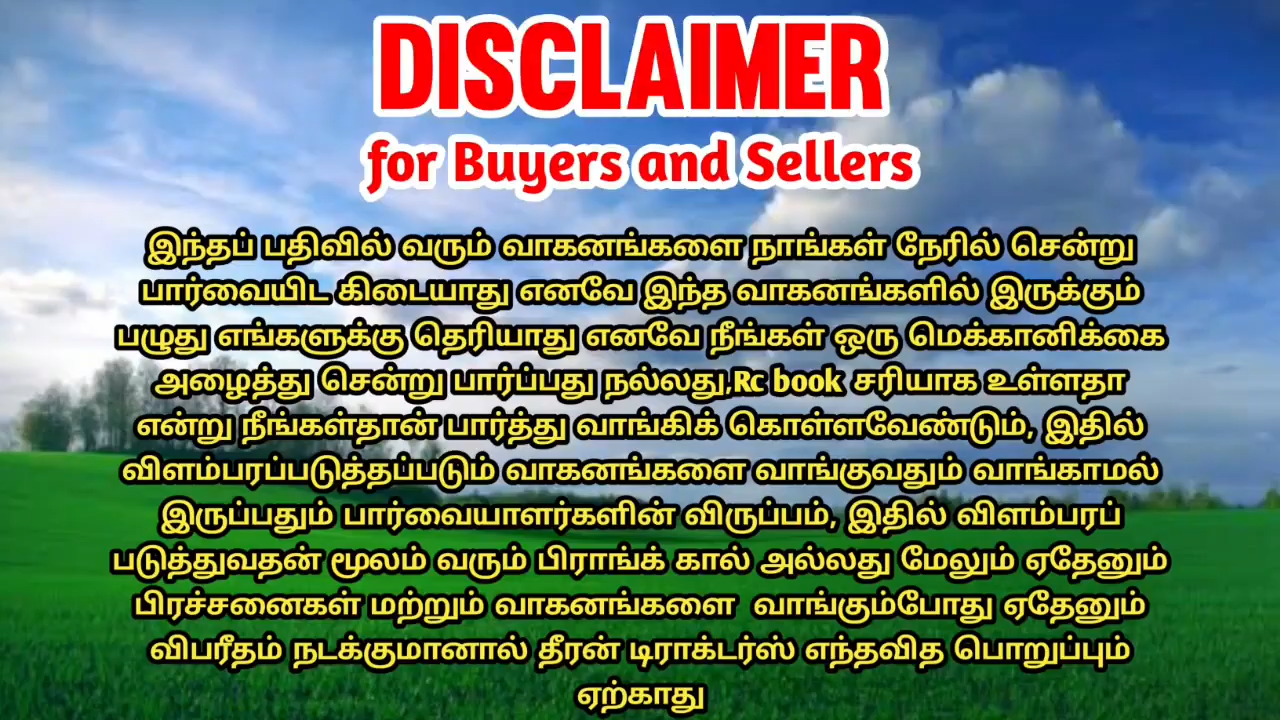 DISCLAIMER
for Buyers and Sellers
இந்தப் பதிவில் வரும் வாகனங்களை நாங்கள் நேரில் சென்று
பார்வையிட கிடையாது எனவே இந்த வாகனங்களில் இருக்கும்
பழுது எங்களுக்கு தெரியாது எனவே நீங்கள் ஒரு மெக்கானிக்கை
அழைத்து சென்று பார்ப்பது நல்லது,Rc book சரியாக உள்ளதா
என்று நீங்கள்தான் பார்த்து வாங்கிக் கொள்ளவேண்டும், இதில்
விளம்பரப்படுத்தப்படும் வாகனங்களை வாங்குவதும் வாங்காமல்
இருப்பதும் பார்வையாளர்களின் விருப்பம், இதில் விளம்பரப்
படுத்துவதன் மூலம் வரும் பிராங்க் கால் அல்லது மேலும் ஏதேனும்
பிரச்சனைகள் மற்றும் வாகனங்களை வாங்கும்போது ஏதேனும்
விபரீதம் நடக்குமானால் தீரன் டிராக்டர்ஸ் எந்தவித பொறுப்பும்
ஏற்காது